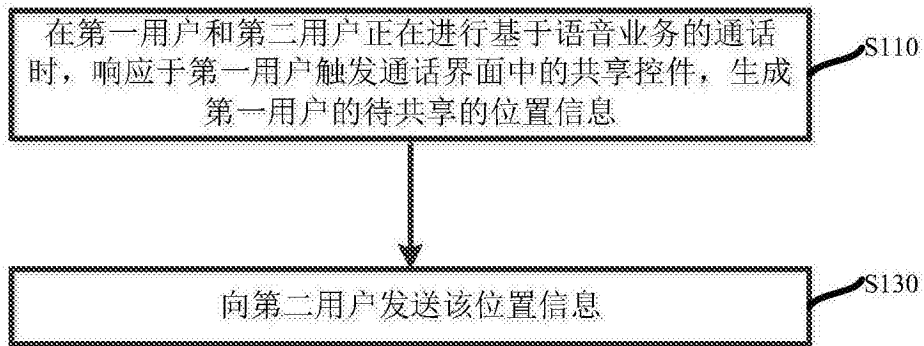 在第一用户和第二用户正在进行基于语音业务的通话
时，响应于第一用户触发通话界面中的共享控件，生成
第一用户的待共享的位置信息
S110
向第二用户发送该位置信息
S130